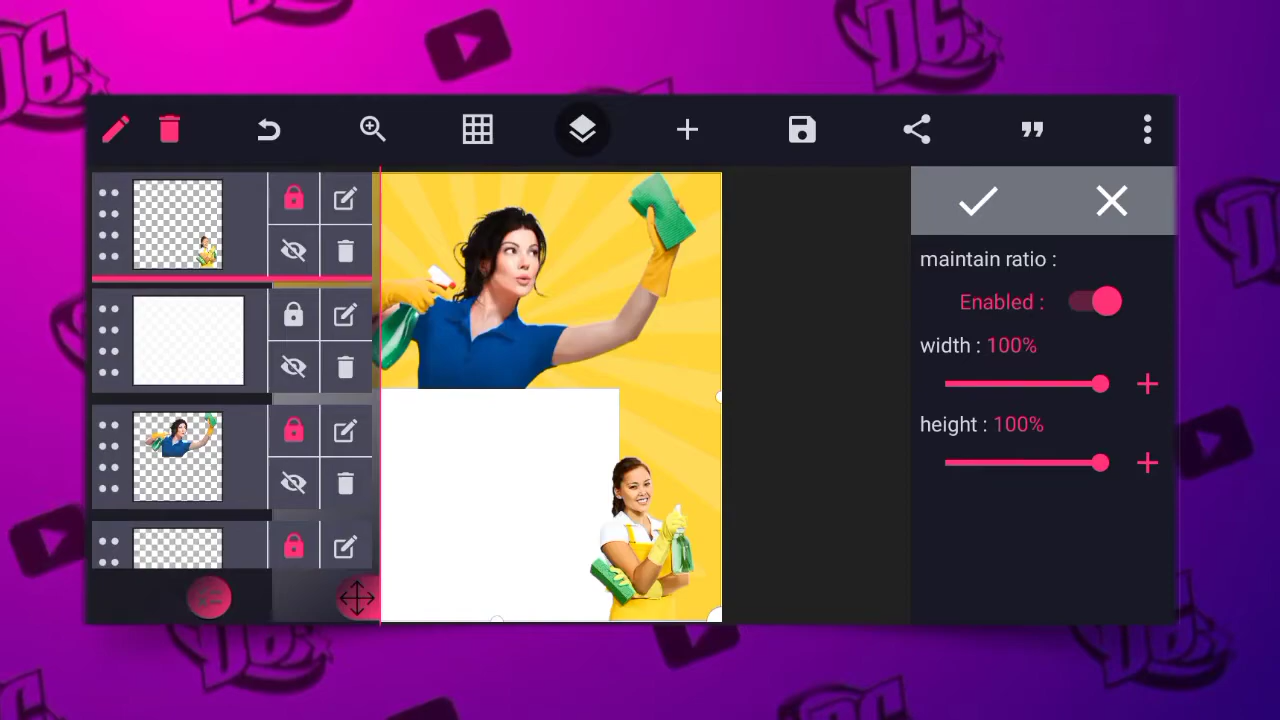 maintain ratio :
Enabled :
width : 100%
height : 100%